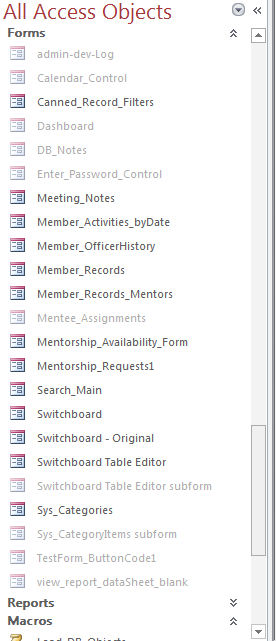 All Access Objects
Forms
admin-dev-Log
Calendar_Control
Canned_Record_Filters
Dashboard
DB_Notes
Enter_Password_Control
Meeting_Notes
Member_Activities_byDate
Member_OfficerHistory
Member_Records
Member_Records_Mentors
Mentee_Assignments
Mentorship_Availability_Form
Mentorship_Requests1
Search_Main
Switchboard
Switchboard - Original
Switchboard Table Editor
Switchboard Table Editor subform
Sys_Categories
Sys_CategoryItems subform
TestForm_ButtonCode1
view_report_dataSheet_blank
Reports
Macros